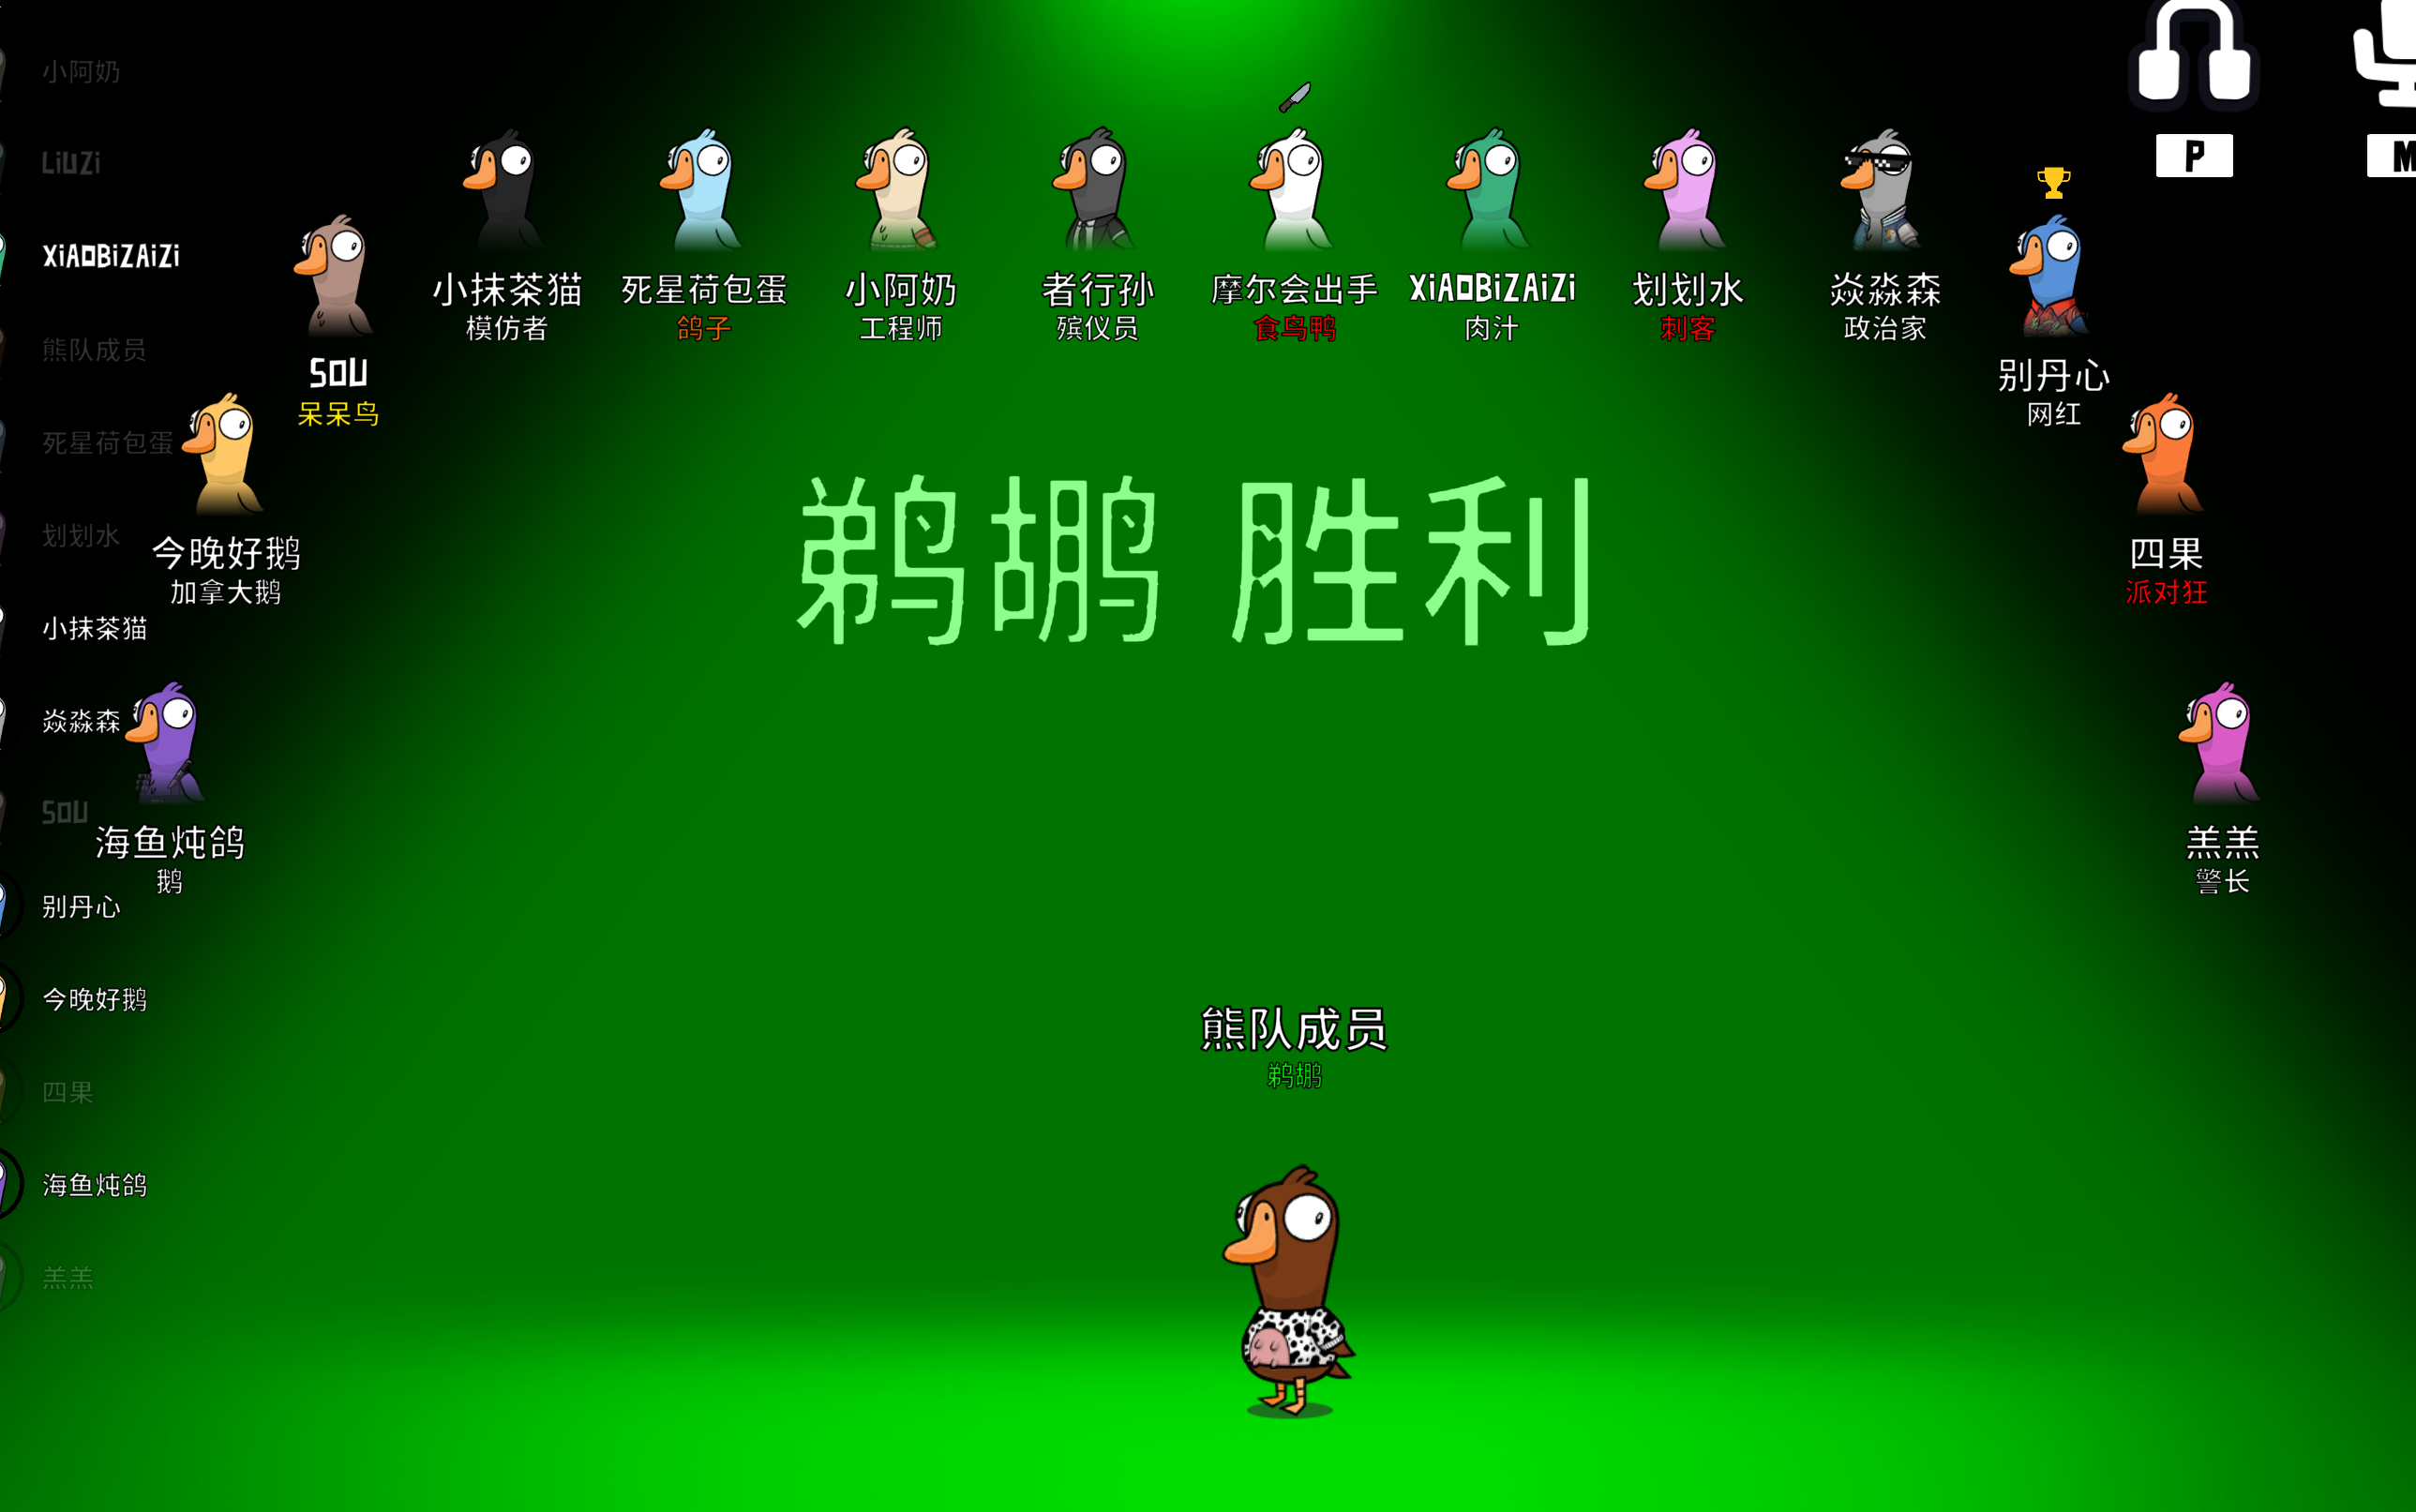 小阿奶
LiUZi
XiAOBiZAiZi
熊队成员
死星荷包蛋
划划水
小抹茶猫
焱淼森
SOU
别丹心
今晚好鹅
四果
海鱼炖鸽
羔羔
P
M
小抹茶猫
模仿者
死星荷包蛋
鸽子
小阿奶
工程师
者行孙
殡仪员
摩尔会出手
食鸟鸭
XiAOBiZAiZi
肉汁
划划水
刺客
焱淼森
政治家
SOU
呆呆鸟
别丹心
网红
今晚好鹅
加拿大鹅
四果
派对狂
海鱼炖鸽
鹅
羔羔
警长
鹈鹕 胜利
熊队成员
鹈鹕